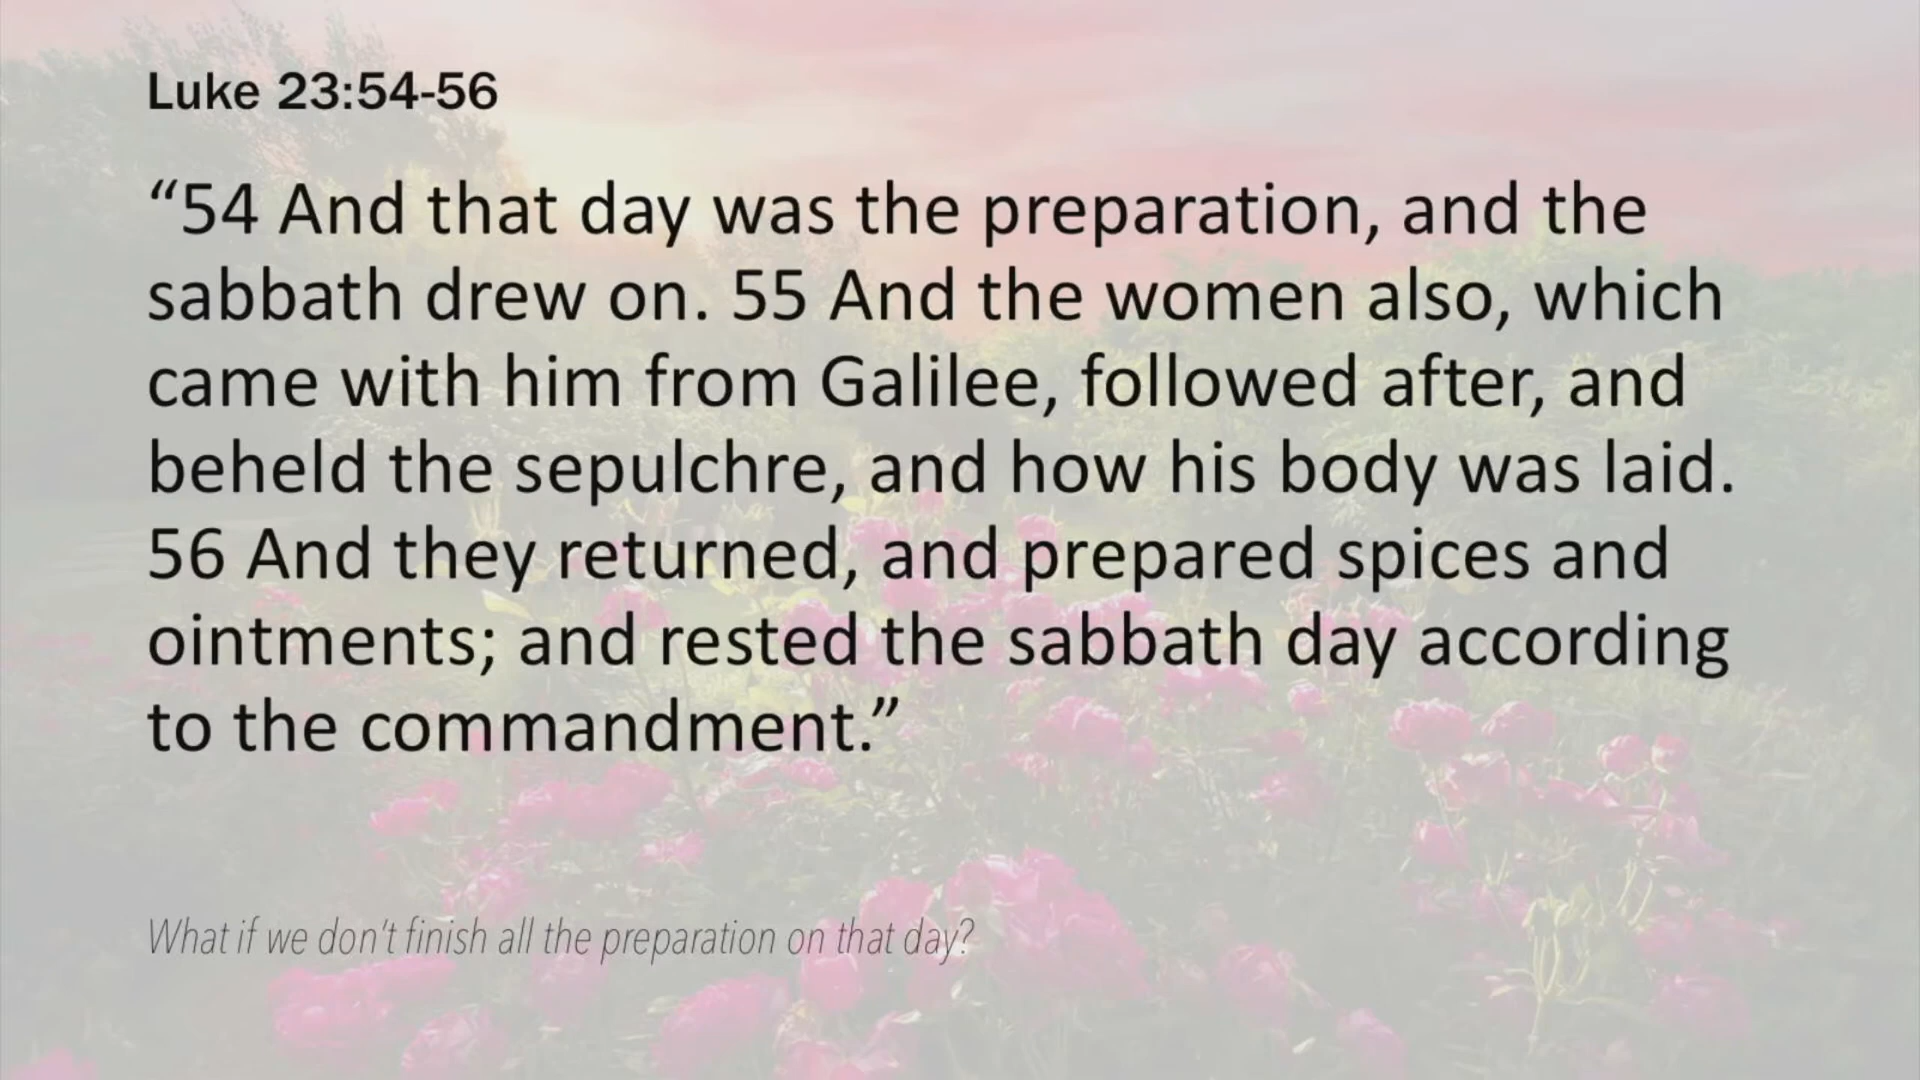 Luke 23:54-56
“54 And that day was the preparation, and the
sabbath drew on. 55 And the women also, which
came with him from Galilee, followed after, and
beheld the sepulchre, and how his body was laid.
56 And they returned, and prepared spices and
ointments; and rested the sabbath day according
to the commandment.”
What if we don't finish all the preparation on that day?